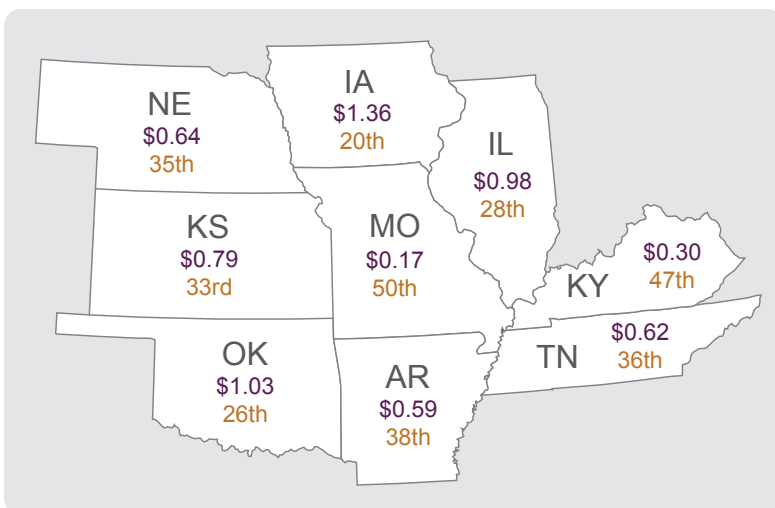 NE
$0.64
35th
IA
$1.36
20th
IL
$0.98
28th
KS
$0.79
33rd
MO
$0.17
50th
KY
$0.30
47th
OK
$1.03
26th
AR
$0.59
38th
TN
$0.62
36th